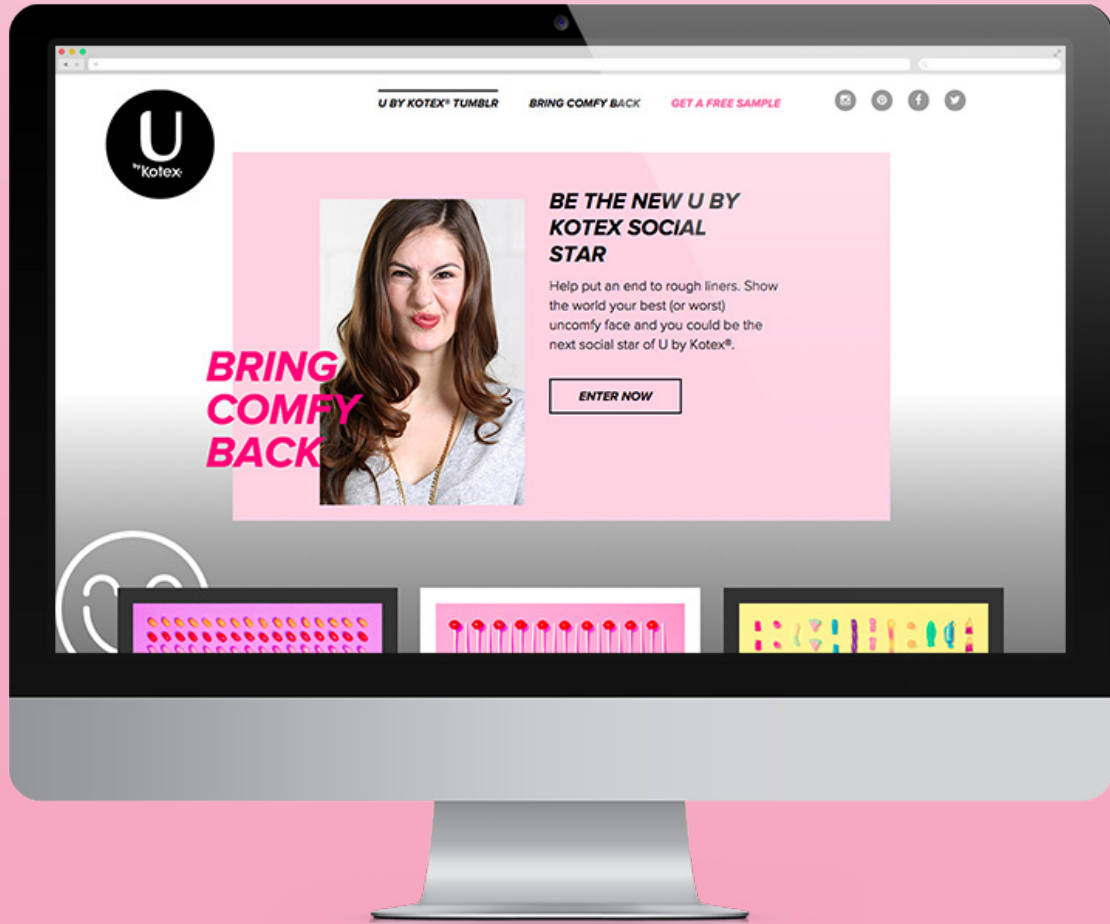 U BY KOTEX® TUMBLR
BRING COMFY BACK
GET A FREE SAMPLE
U
by Kotex®
BE THE NEW U BY
KOTEX SOCIAL
STAR
Help put an end to rough liners. Show
the world your best (or worst)
uncomfy face and you could be the
next social star of U by Kotex®.
ENTER NOW
BRING
COMFY
BACK